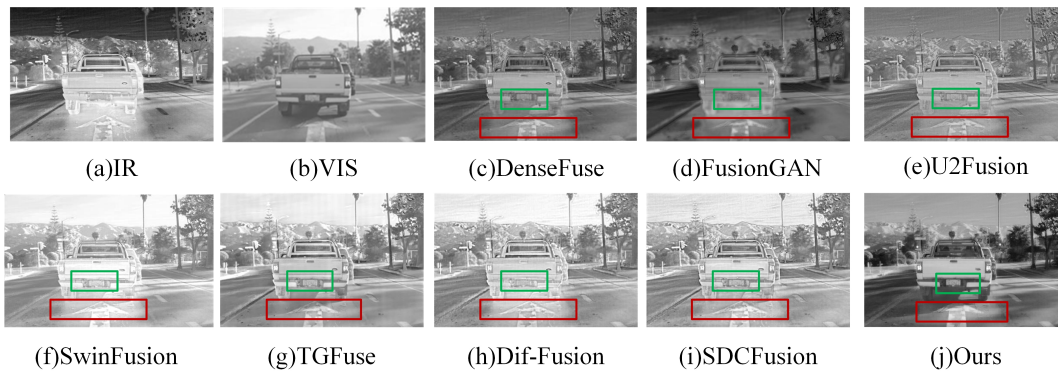 (a)IR
(b)VIS
(c)DenseFuse
(d)FusionGAN
(e)U2Fusion
(f)SwinFusion
(g)TGFuse
(h)Dif-Fusion
(i)SDCFusion
(j)Ours